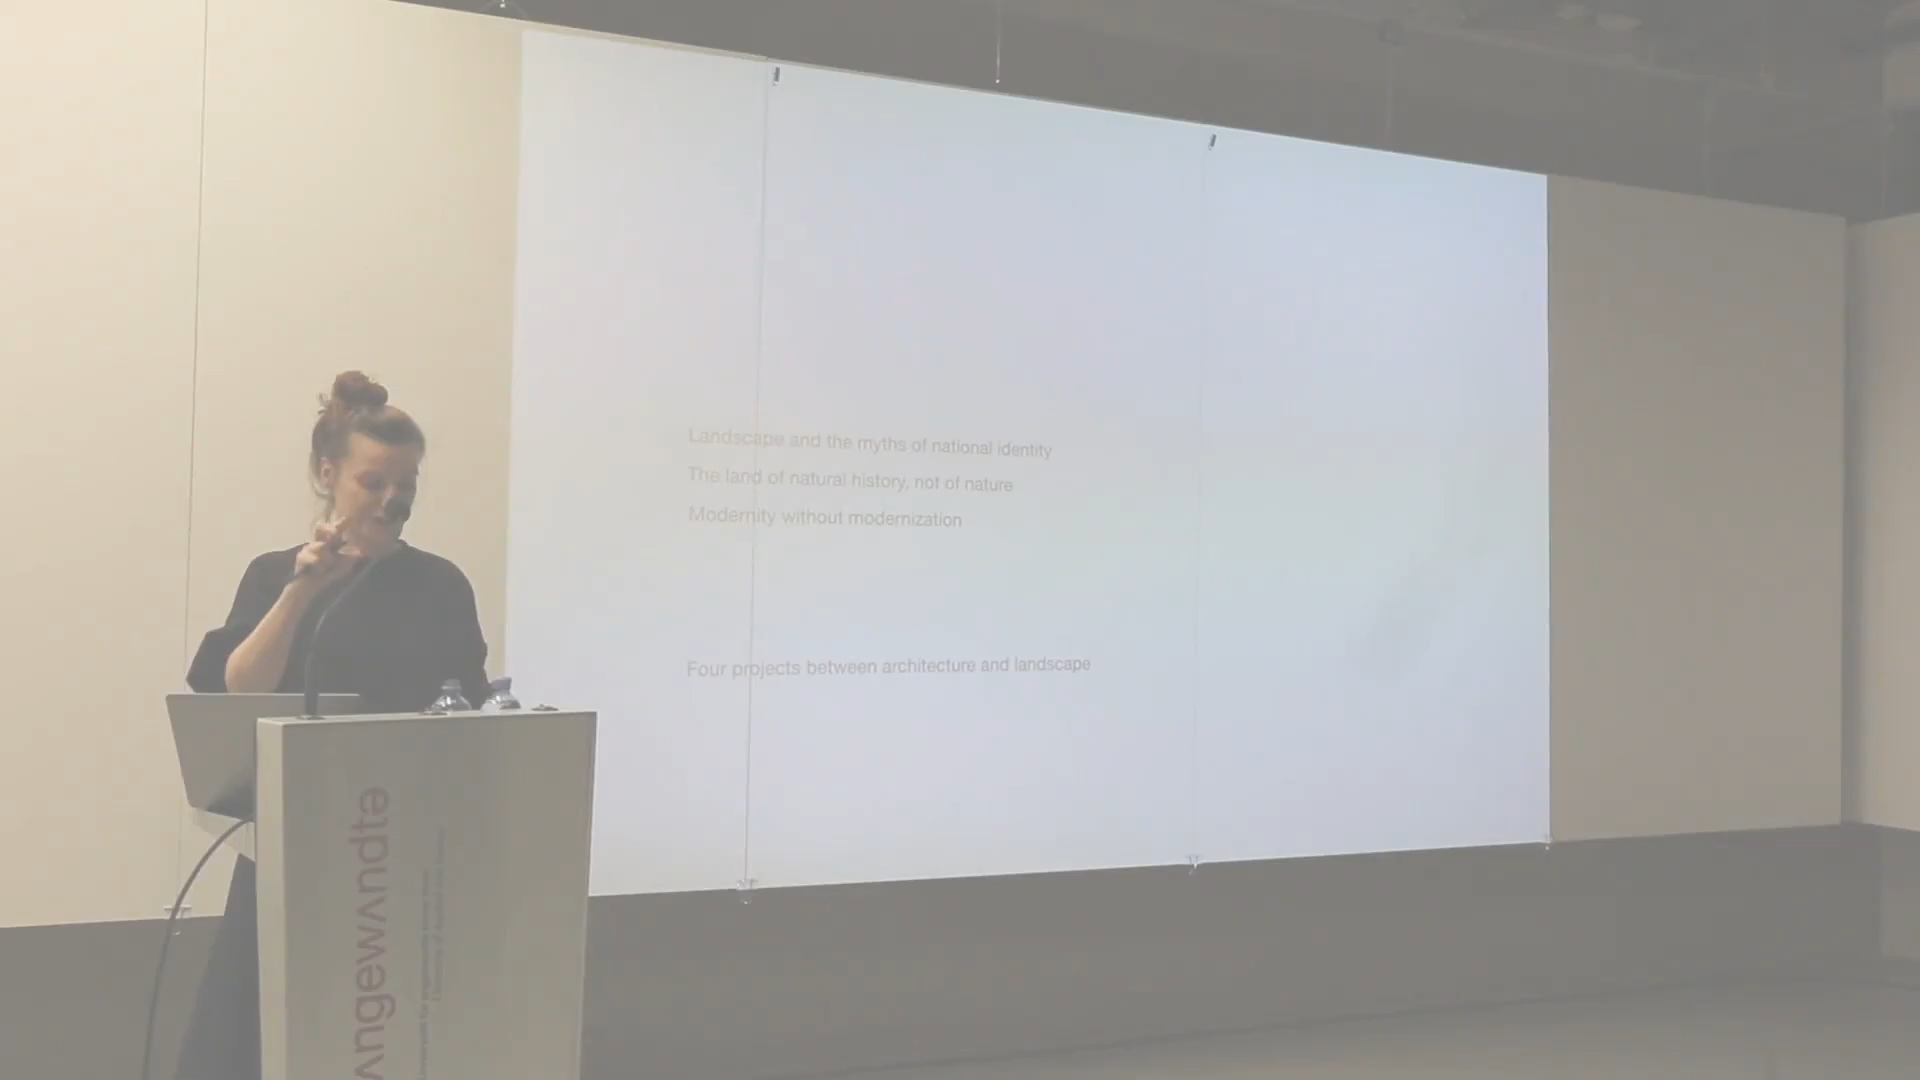 Landscape and the myths of national identity
The land of natural history, not of nature
Modernity without modernization
Four projects between architecture and landscape
ʌngewʌndtə